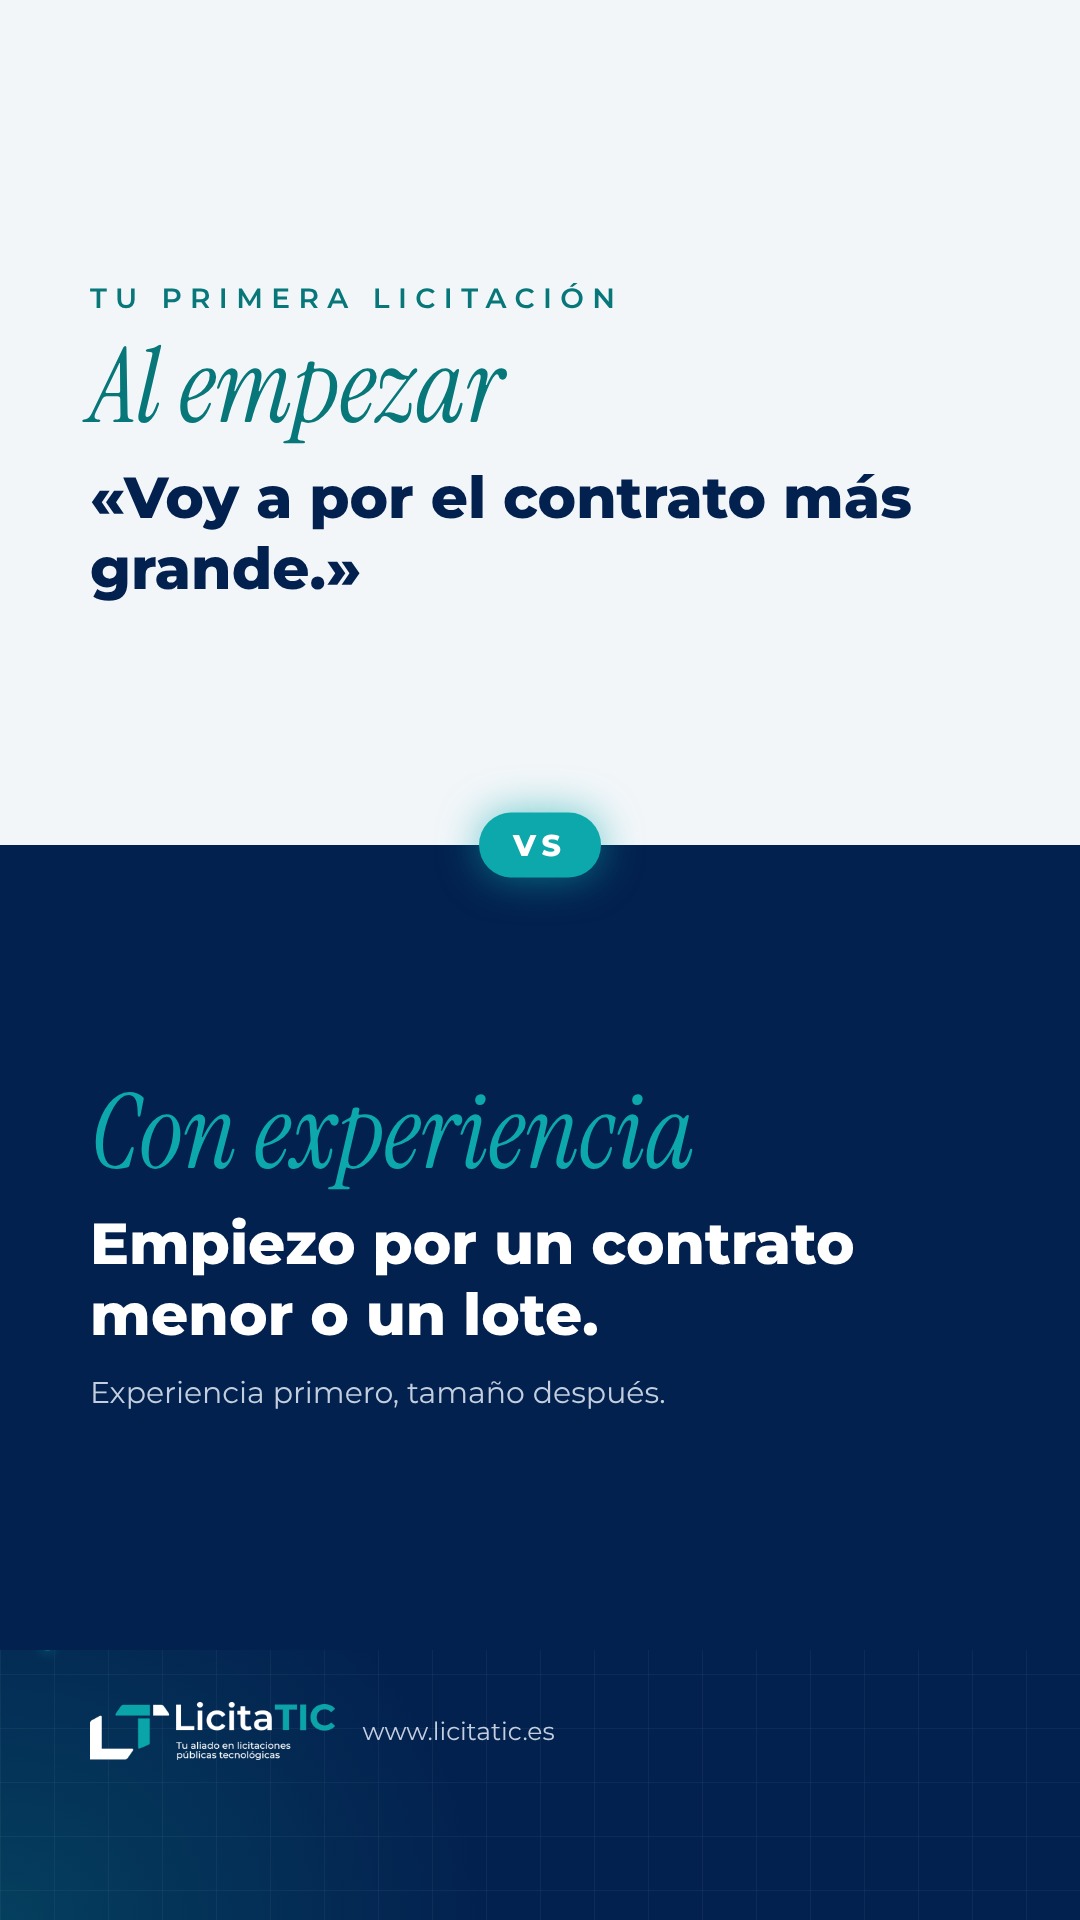 TU PRIMERA LICITACIÓN
Al empezar
«Voy a por el contrato más
grande.»
VS
Con experiencia
Empiezo por un contrato
menor o un lote.
Experiencia primero, tamaño después.
LicitaTIC
Tu aliado en licitaciones
públicas tecnológicas
www.licitatic.es